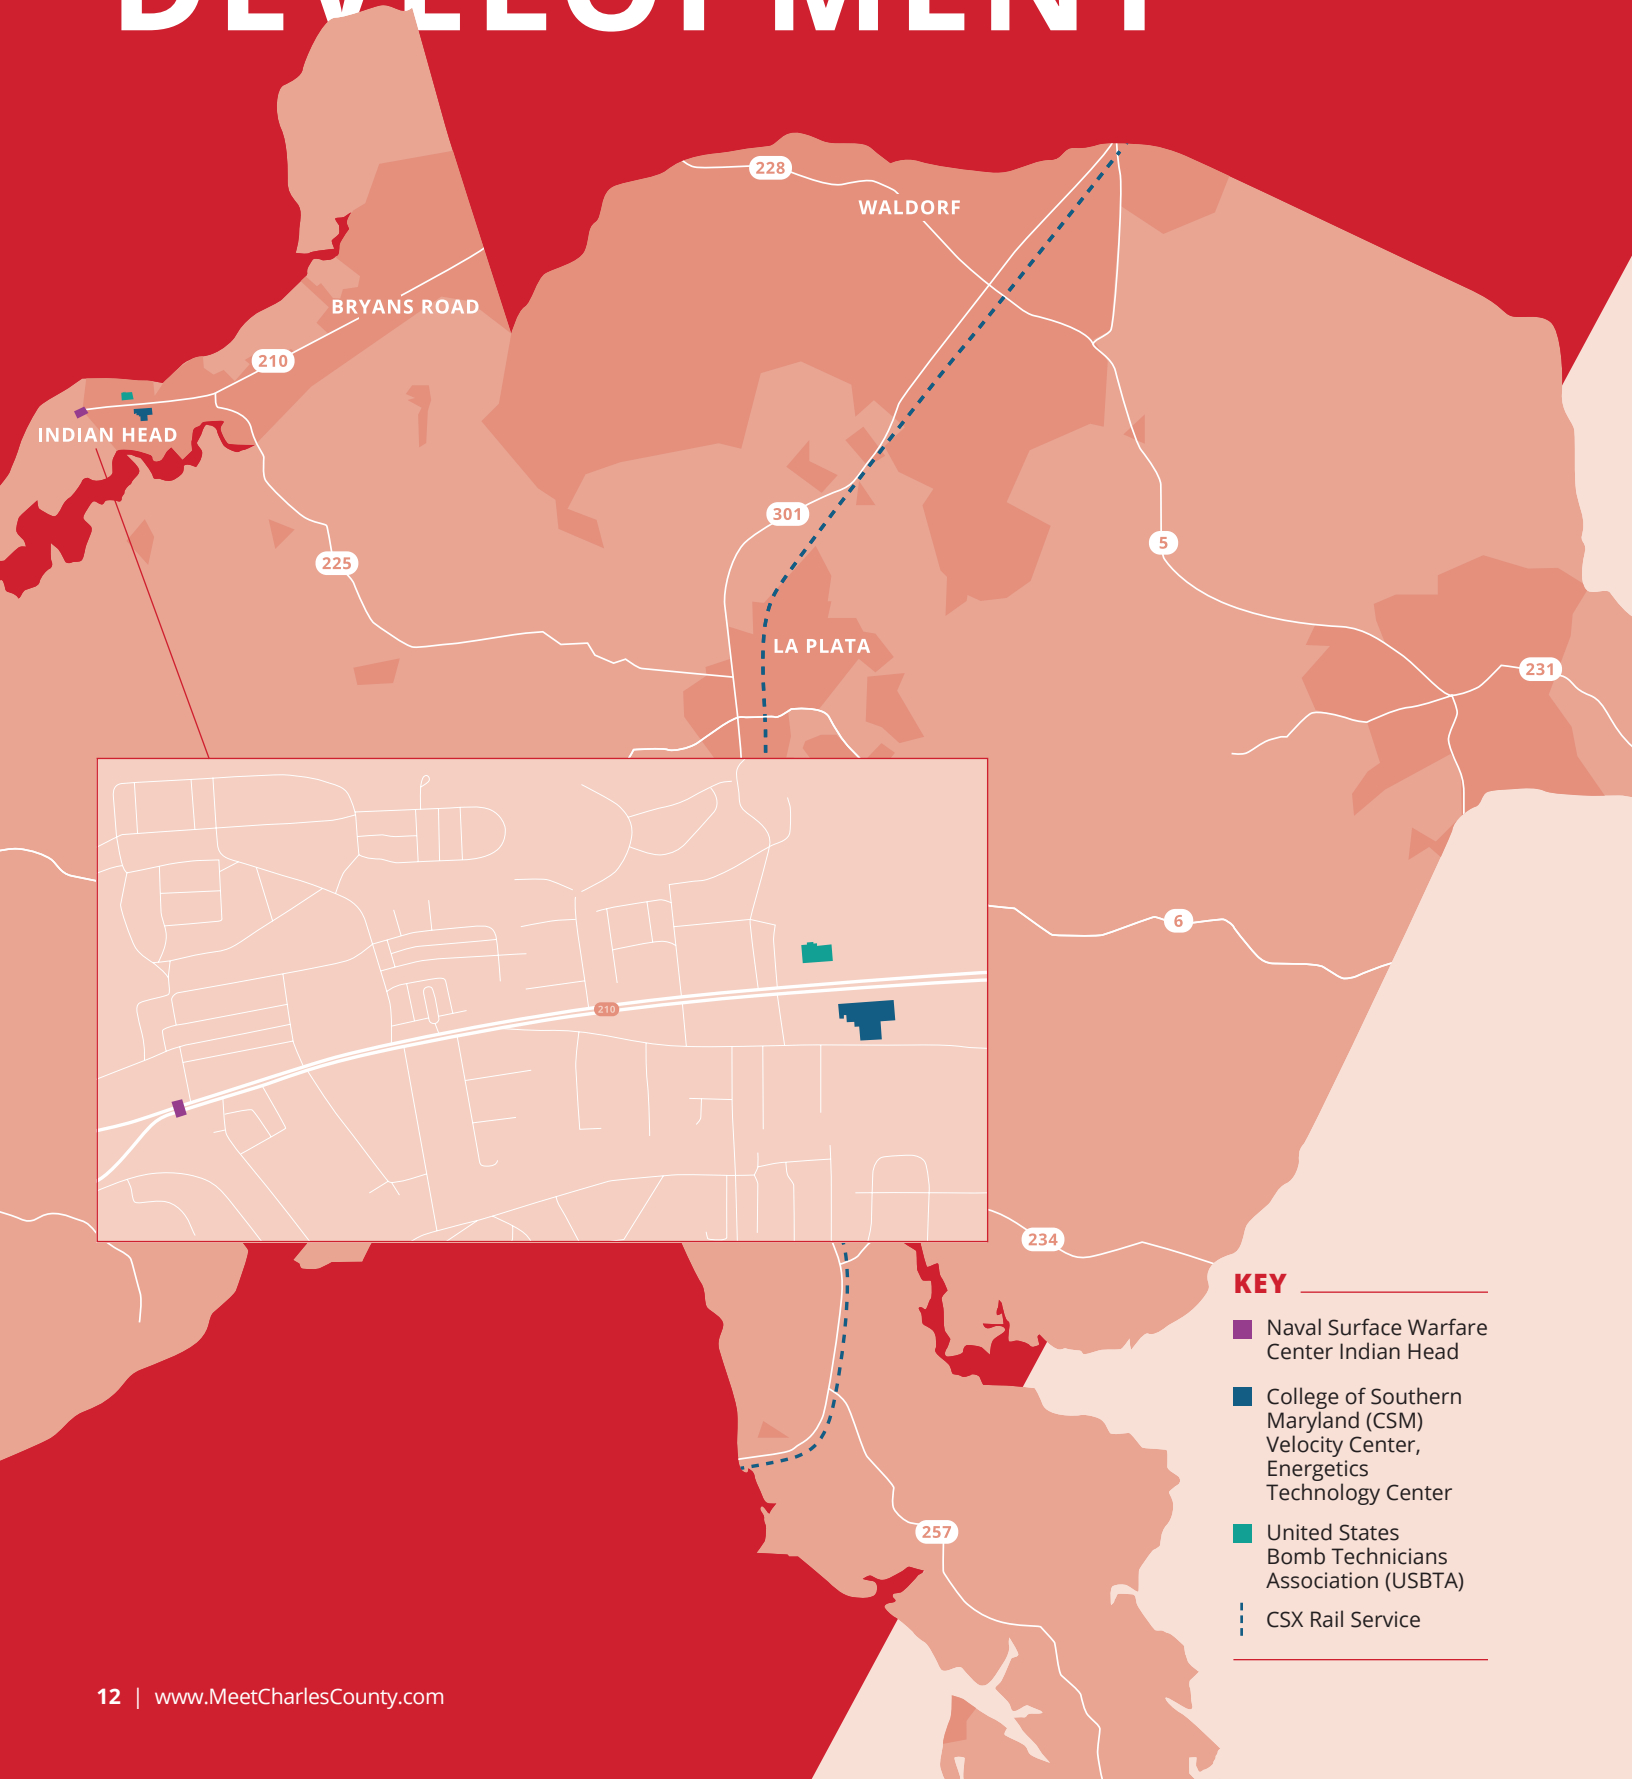 DEVELOPMENT
228
WALDORF
BRYANS ROAD
210
INDIAN HEAD
301
5
225
LA PLATA
231
6
210
234
KEY
Naval Surface Warfare
Center Indian Head
College of Southern
Maryland (CSM)
Velocity Center,
Energetics
Technology Center
United States
Bomb Technicians
Association (USBTA)
CSX Rail Service
257
12 | www.MeetCharlesCounty.com